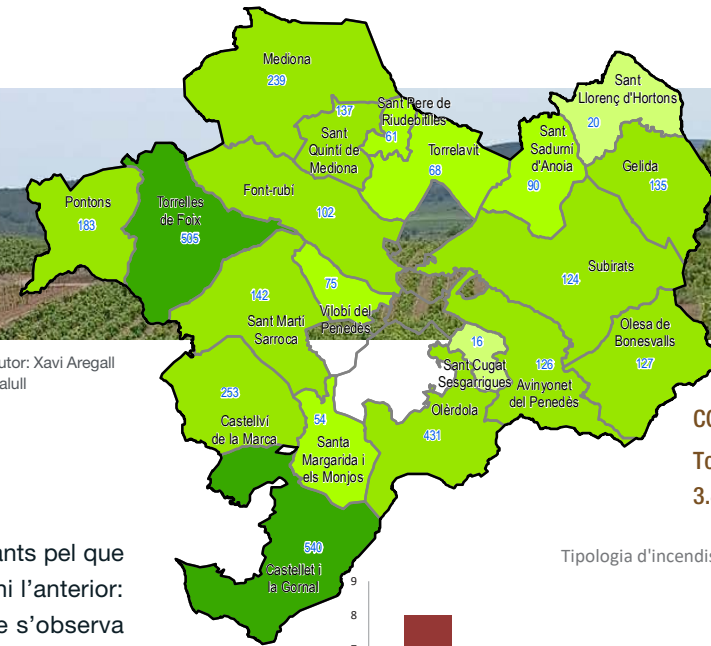 Mediona
239
137
Sant
Quintí de
Mediona
Sant Pere de
Riudebitlles
61
Torrelavit
68
Sant
Llorenç d'Hortons
20
Sant
Sadurní
d'Anoia
90
Gelida
135
Pontons
183
Torrelles
de Foix
505
Font-rubí
102
Subirats
124
142
Sant Martí
Sarroca
75
Vilobí del
Penedès
Olesa de
Bonesvalls
127
16
Sant Cugat
Sesgarrigues
126
Avinyonet
del Penedès
utor: Xavi Aregall
alull
253
Castellví
de la Marca
54
Santa
Margarida i
els Monjos
Olèrdola
431
540
Castellet i
la Gornal
CO
To
3.
ants pel que
ni l'anterior:
e s'observa
Tipologia d'incendis
9
8